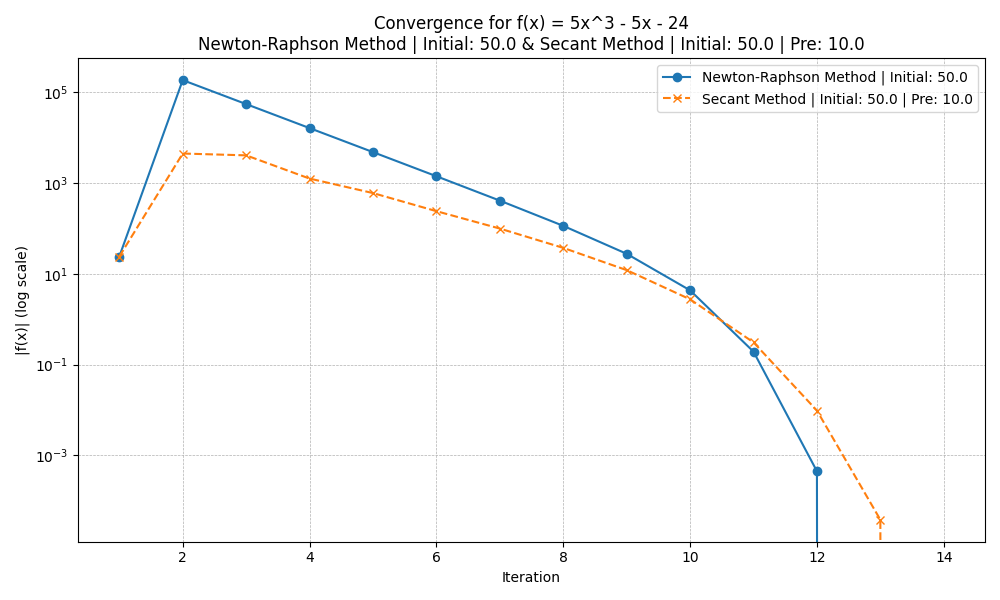 Convergence for f(x) = 5x^3 - 5x - 24
Newton-Raphson Method | Initial: 50.0 & Secant Method | Initial: 50.0 | Pre: 10.0
Newton-Raphson Method | Initial: 50.0
Secant Method | Initial: 50.0 | Pre: 10.0
|f(x)| (log scale)
10^5
10^3
10^1
10^−1
10^−3
2 4 6 8 10 12 14
Iteration